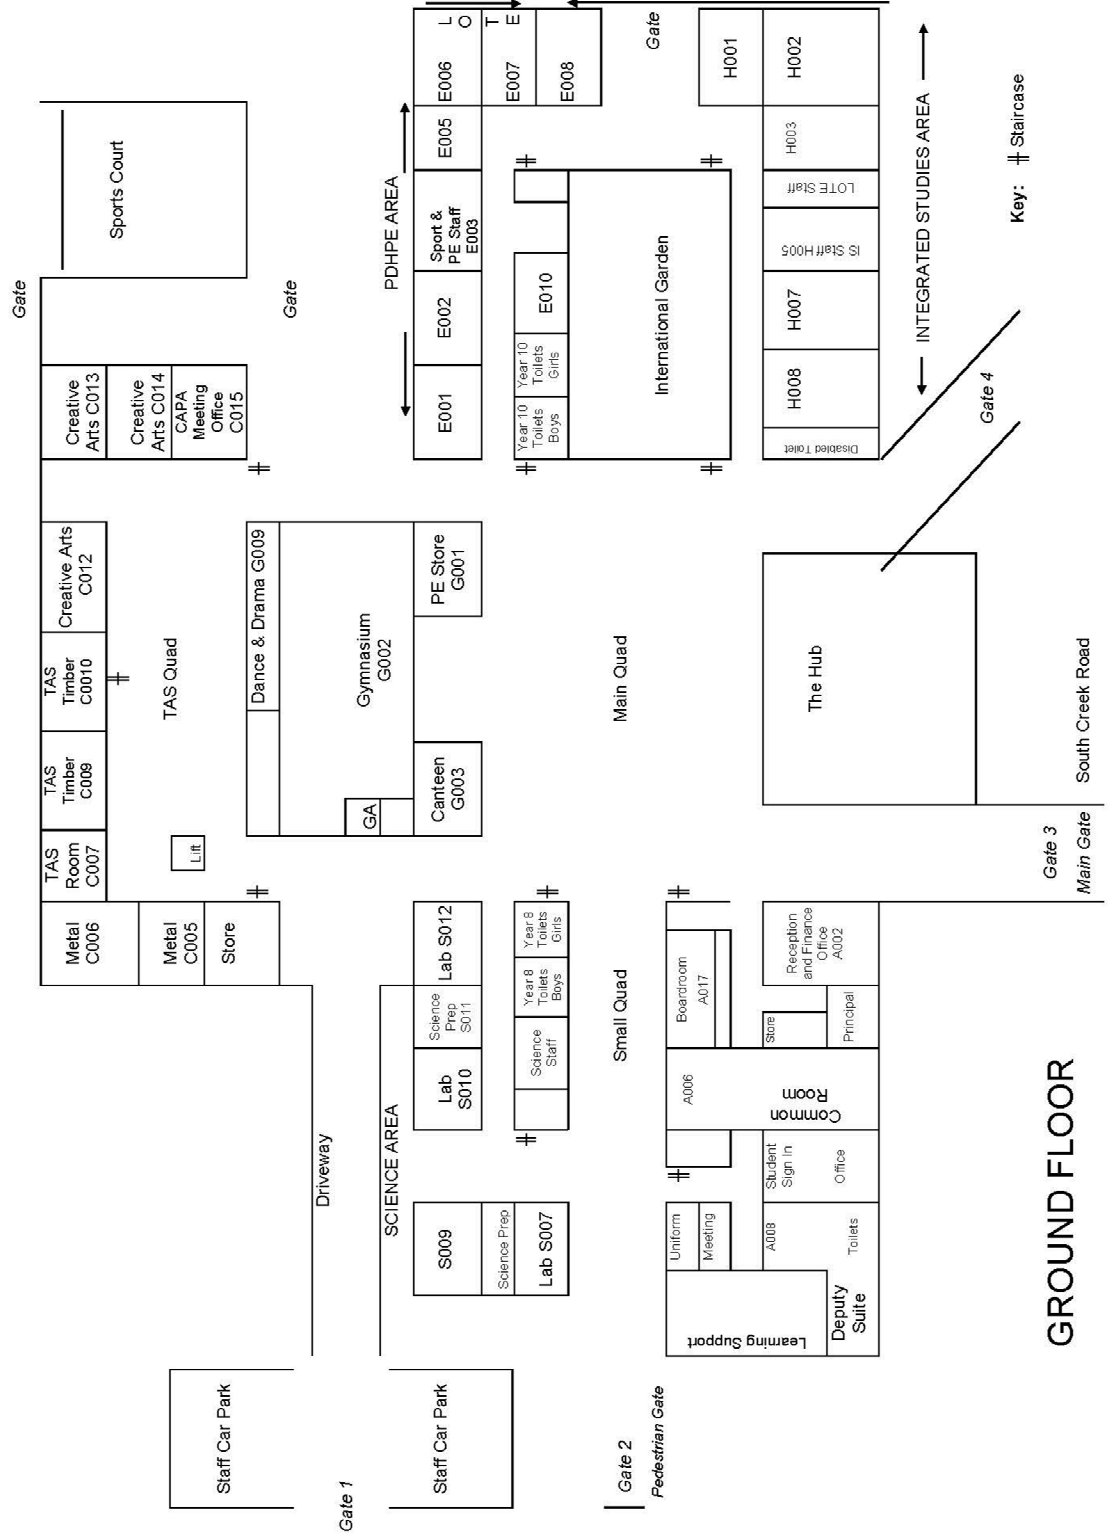 Gate
Creative
Arts C013
Creative
Arts C014
CAPA
Meeting
Office
C015
Sports Court
Gate
Creative Arts
C012
TAS
Timber
C0010
TAS
Timber
C009
TAS
Room
C007
Metal
C006
Metal
C005
Store
Lift
TAS Quad
Dance & Drama G009
Gymnasium
G002
GA
Canteen
G003
PE Store
G001
PDHPE AREA
E001
E002
Sport &
PE Staff
E003
E005
E006
L
O
T
E
E007
E008
Gate
Year 10
Toilets
Boys
Year 10
Toilets
Girls
E010
International Garden
H001
H002
H003
LOTE Staff
IS Staff H005
H007
H008
Disabled Toilet
INTEGRATED STUDIES AREA
Gate 4
Key: Staircase
Driveway
SCIENCE AREA
S009
Science Prep
Lab S007
Lab
S010
Science
Prep
S011
Lab S012
Science
Staff
Year 8
Toilets
Boys
Year 8
Toilets
Girls
Small Quad
Main Quad
The Hub
South Creek Road
Gate 3
Main Gate
Boardroom
A017
Reception
and Finance
Office
A002
Store
Principal
A006
Common
Room
Student
Sign In
Office
Uniform
Meeting
A008
Toilets
Learning Support
Deputy
Suite
Staff Car Park
Gate 1
Staff Car Park
Gate 2
Pedestrian Gate
GROUND FLOOR